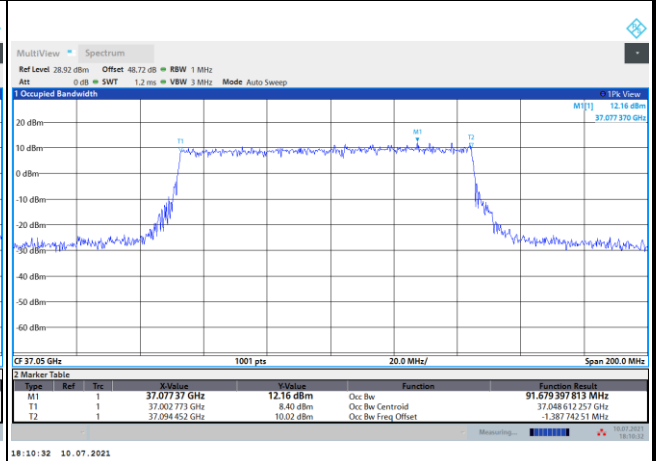 MultiView Spectrum
Ref Level 28.92 dBm Offset 48.72 dB RBW 1 MHz
Att 0 dB SWT 1.2 ms VBW 3 MHz Mode Auto Sweep
1 Occupied Bandwidth 1Pk View
M1[1] 12.16 dBm
37.077 370 GHz
20 dBm
M1
T1 T2
10 dBm
0 dBm
-10 dBm
-20 dBm
-30 dBm
-40 dBm
-50 dBm
-60 dBm
CF 37.05 GHz 1001 pts 20.0 MHz/ Span 200.0 MHz
2 Marker Table
Type Ref Trc X-Value Y-Value Function Function Result
M1 1 37.077 37 GHz 12.16 dBm Occ Bw 91.679 397 813 MHz
T1 1 37.002 773 GHz 8.40 dBm Occ Bw Centroid 37.048 612 257 GHz
T2 1 37.094 452 GHz 10.02 dBm Occ Bw Freq Offset -1.387 742 51 MHz
Measuring... 10.07.2021
18:10:32
18:10:32 10.07.2021